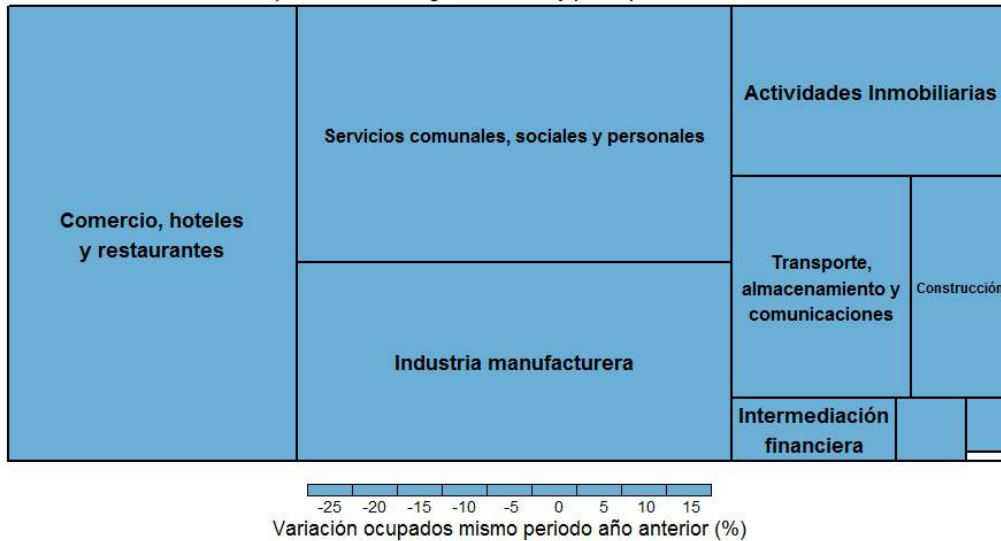 Comercio, hoteles
y restaurantes
Servicios comunales, sociales y personales
Industria manufacturera
Actividades Inmobiliarias
Transporte,
almacenamiento y
comunicaciones
Construcción
Intermediación
financiera
-25 -20 -15 -10 -5 0 5 10 15
Variación ocupados mismo periodo año anterior (%)